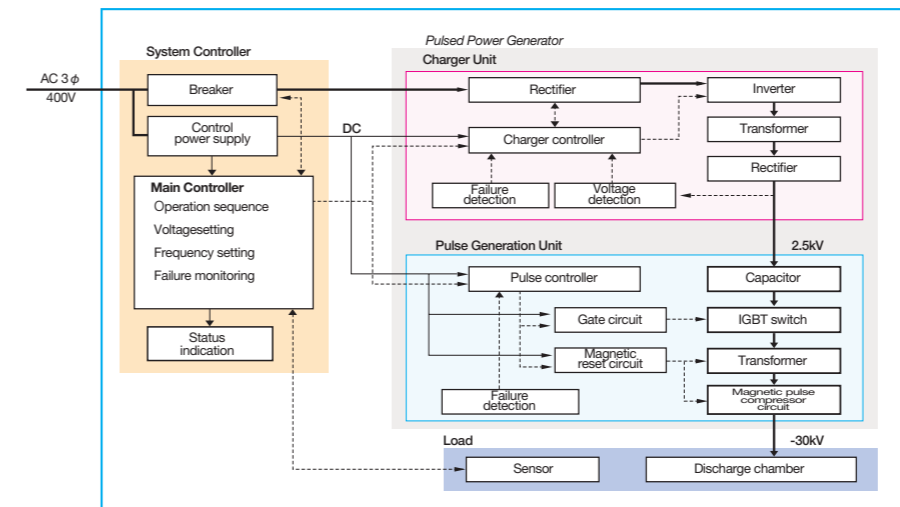 Pulsed Power Generator
System Controller
Charger Unit
AC 3φ
400V
Breaker
Rectifier
Inverter
Control
power supply
DC
Charger controller
Transformer
Rectifier
Main Controller
Operation sequence
Voltagesetting
Frequency setting
Failure monitoring
Failure
detection
Voltage
detection
Pulse Generation Unit
2.5kV
Pulse controller
Capacitor
Gate circuit
IGBT switch
Status
indication
Magnetic
reset circuit
Transformer
Failure
detection
Magnetic pulse
compressor
circuit
Load
-30kV
Sensor
Discharge chamber